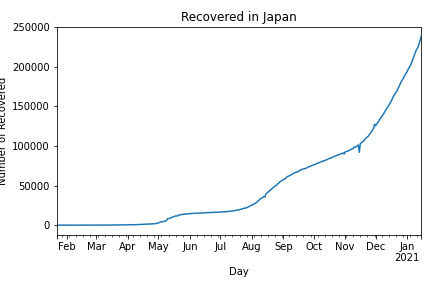 Recovered in Japan
Number of Recovered
250000
200000
150000
100000
50000
0
Feb Mar Apr May Jun Jul Aug Sep Oct Nov Dec Jan
2021
Day